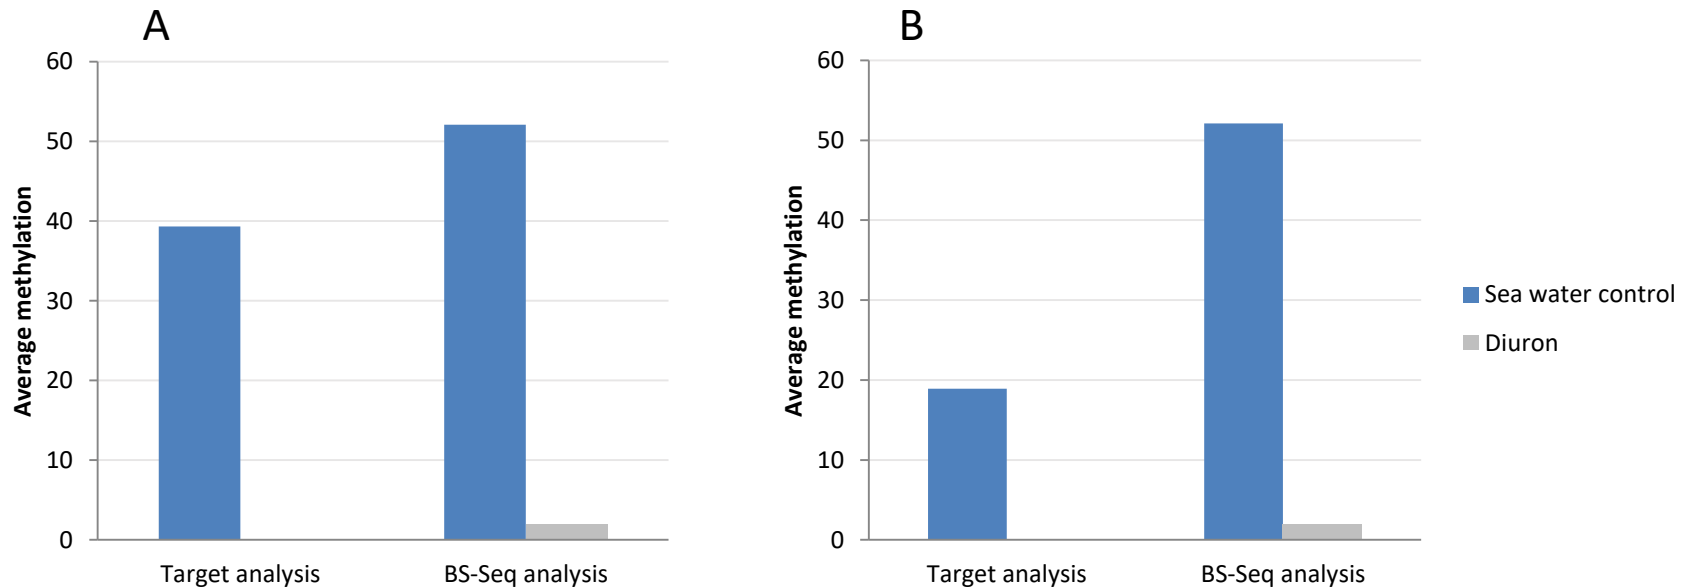 A
60
50
40
30
20
10
0
Average methylation
Target analysis
BS-Seq analysis
B
60
50
40
30
20
10
0
Average methylation
Target analysis
BS-Seq analysis
Sea water control
Diuron